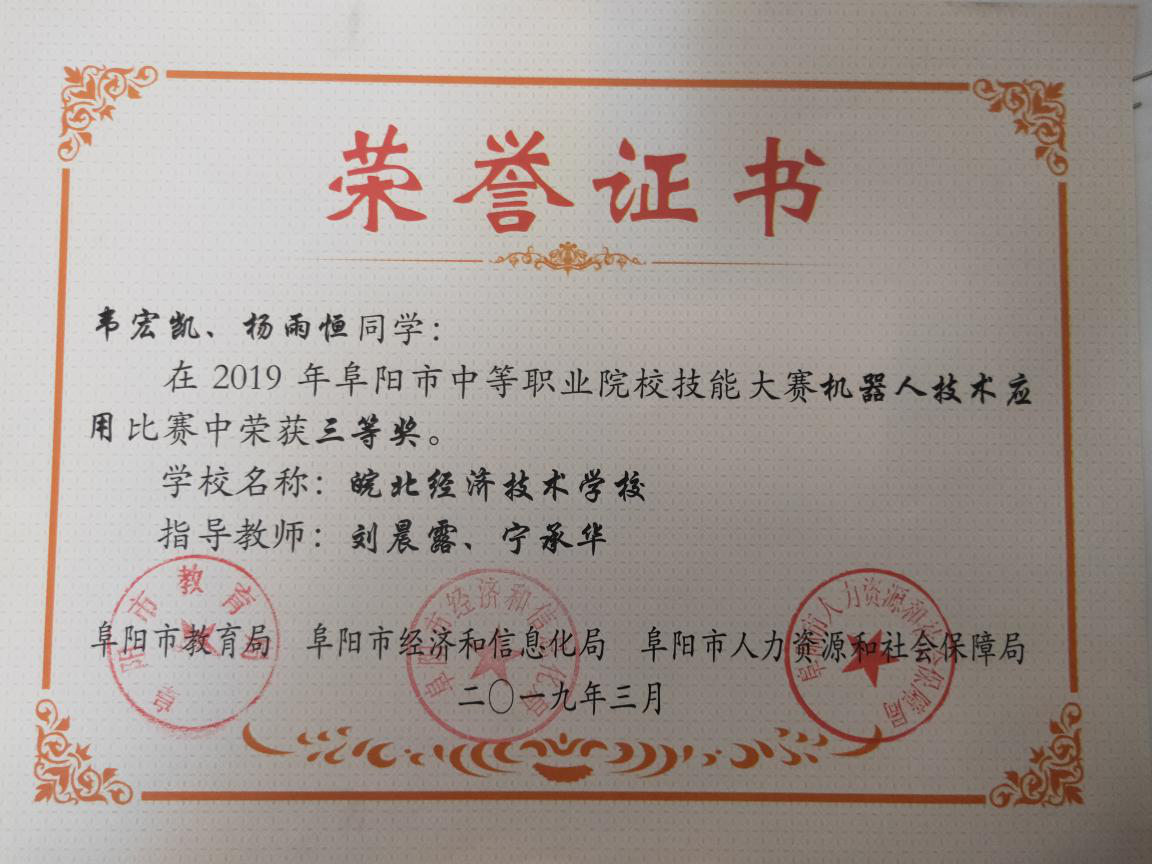 荣誉证书
韦宏凯、杨雨恒同学：
在 2019 年阜阳市中等职业院校技能大赛机器人技术应
用比赛中荣获三等奖。
学校名称：皖北经济技术学校
指导教师：刘晨露、宁承华
阜阳市教育局 阜阳市经济和信息化局 阜阳市人力资源和社会保障局
二〇一九年三月